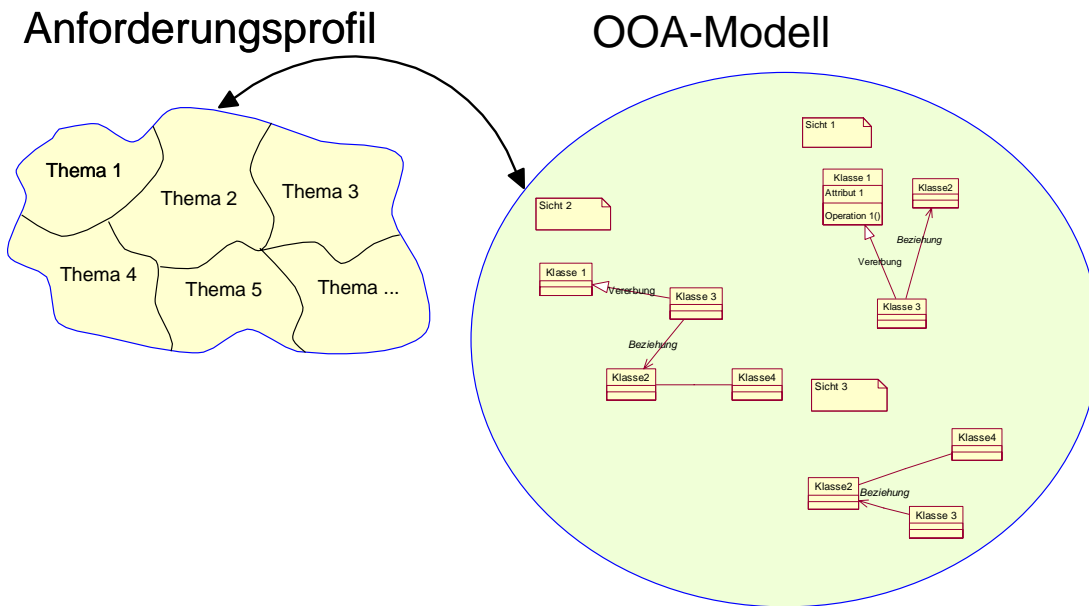 Anforderungsprofil
OOA-Modell
Thema 1
Thema 2
Thema 3
Thema 4
Thema 5
Thema ...
Sicht 1
Klasse 1
Attribut 1
Operation 1()
Klasse2
Beziehung
Vererbung
Klasse 3
Sicht 2
Klasse 1
Vererbung
Klasse 3
Beziehung
Klasse2
Klasse4
Sicht 3
Klasse4
Klasse2
Beziehung
Klasse 3